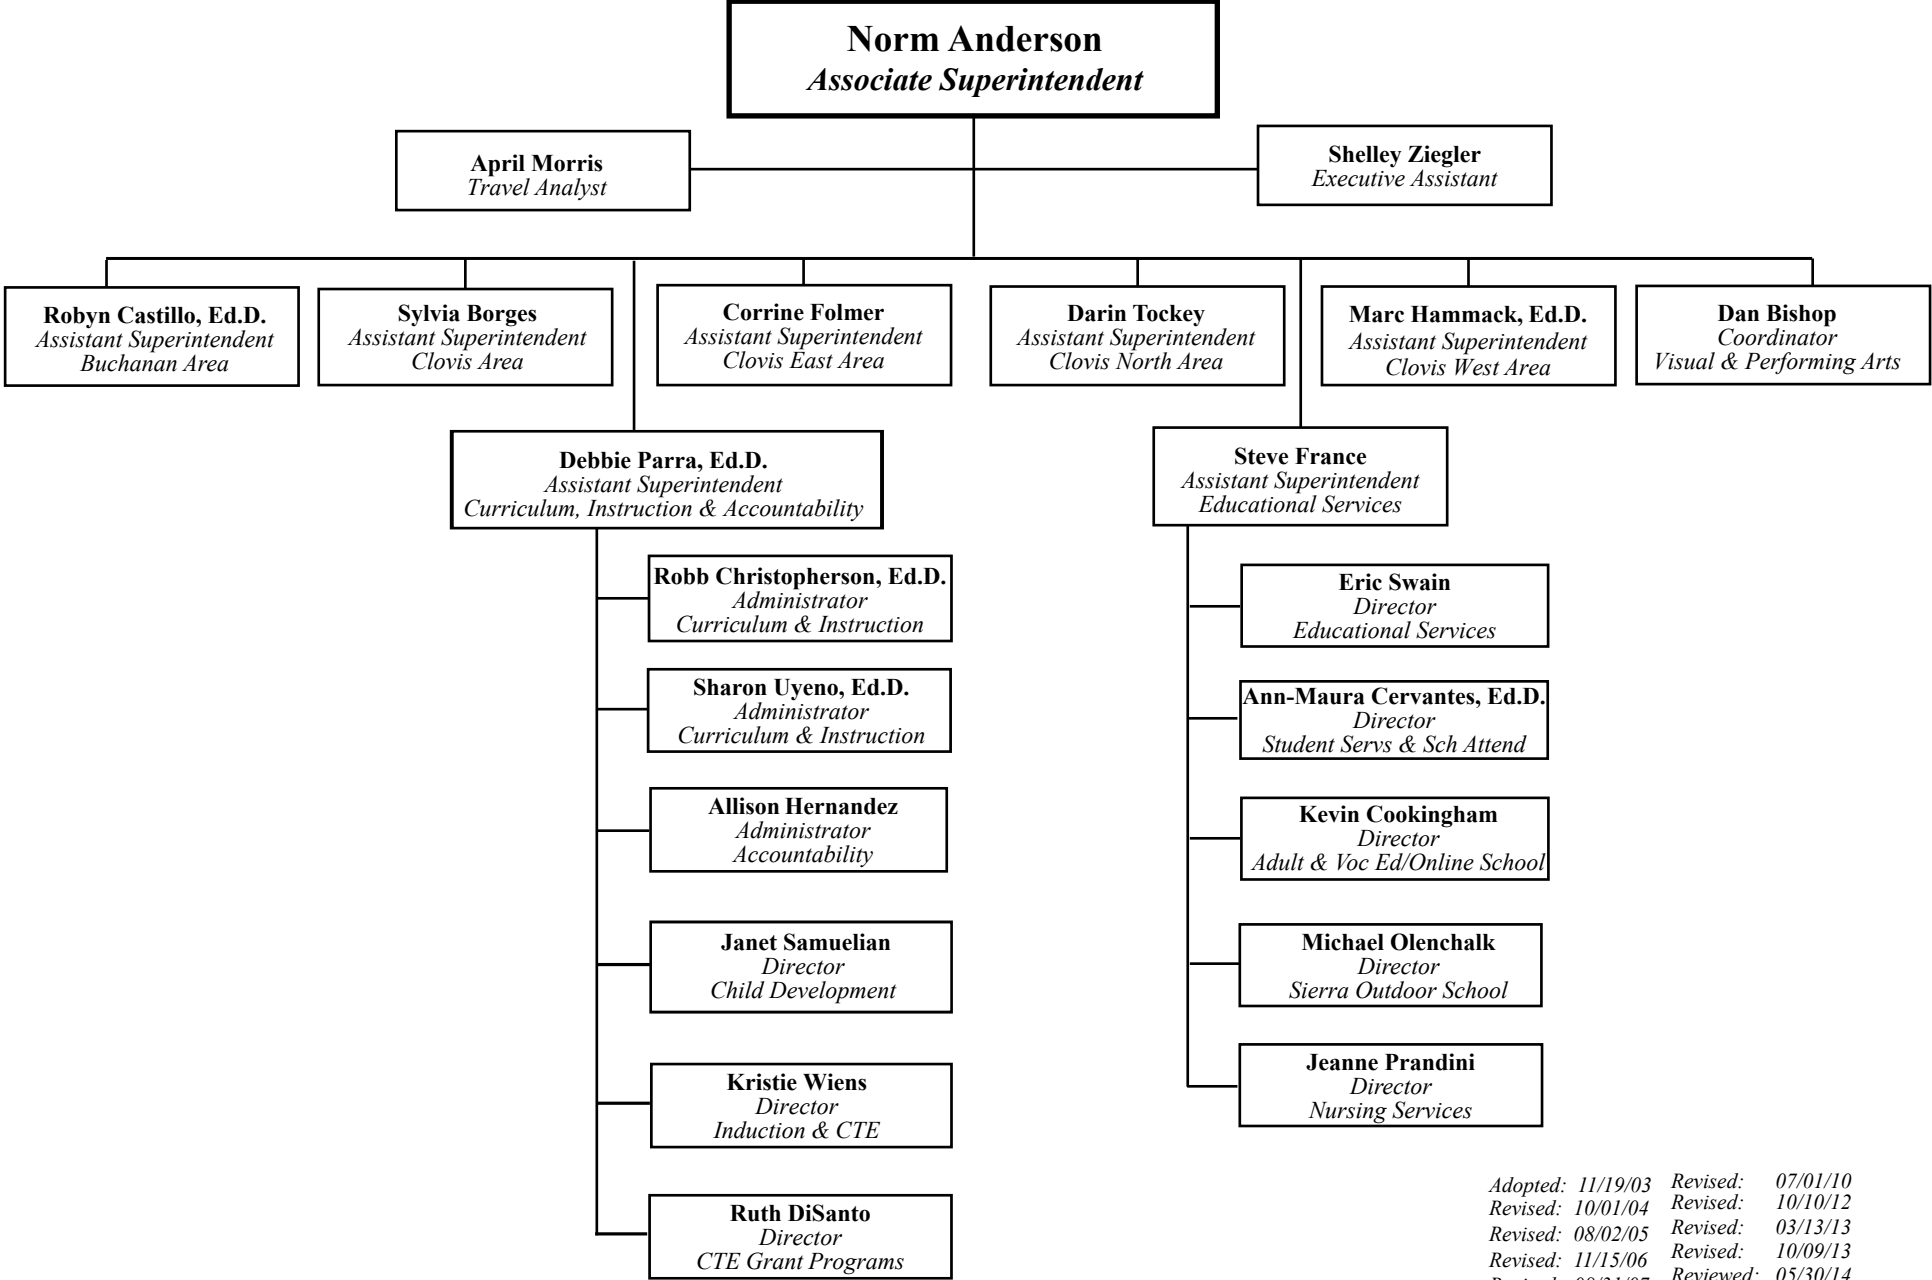 Norm Anderson
Associate Superintendent
April Morris
Travel Analyst
Shelley Ziegler
Executive Assistant
Robyn Castillo, Ed.D.
Assistant Superintendent
Buchanan Area
Sylvia Borges
Assistant Superintendent
Clovis Area
Corrine Folmer
Assistant Superintendent
Clovis East Area
Darin Tockey
Assistant Superintendent
Clovis North Area
Marc Hammack, Ed.D.
Assistant Superintendent
Clovis West Area
Dan Bishop
Coordinator
Visual & Performing Arts
Debbie Parra, Ed.D.
Assistant Superintendent
Curriculum, Instruction & Accountability
Robb Christopherson, Ed.D.
Administrator
Curriculum & Instruction
Sharon Uyeno, Ed.D.
Administrator
Curriculum & Instruction
Allison Hernandez
Administrator
Accountability
Janet Samuelian
Director
Child Development
Kristie Wiens
Director
Induction & CTE
Ruth DiSanto
Director
CTE Grant Programs
Steve France
Assistant Superintendent
Educational Services
Eric Swain
Director
Educational Services
Ann-Maura Cervantes, Ed.D.
Director
Student Servs & Sch Attend
Kevin Cookingham
Director
Adult & Voc Ed/Online School
Michael Olenchalk
Director
Sierra Outdoor School
Jeanne Prandini
Director
Nursing Services
Adopted: 11/19/03
Revised: 10/01/04
Revised: 08/02/05
Revised: 11/15/06
Revised: 07/01/10
Revised: 10/10/12
Revised: 03/13/13
Revised: 10/09/13
Reviewed: 05/30/14